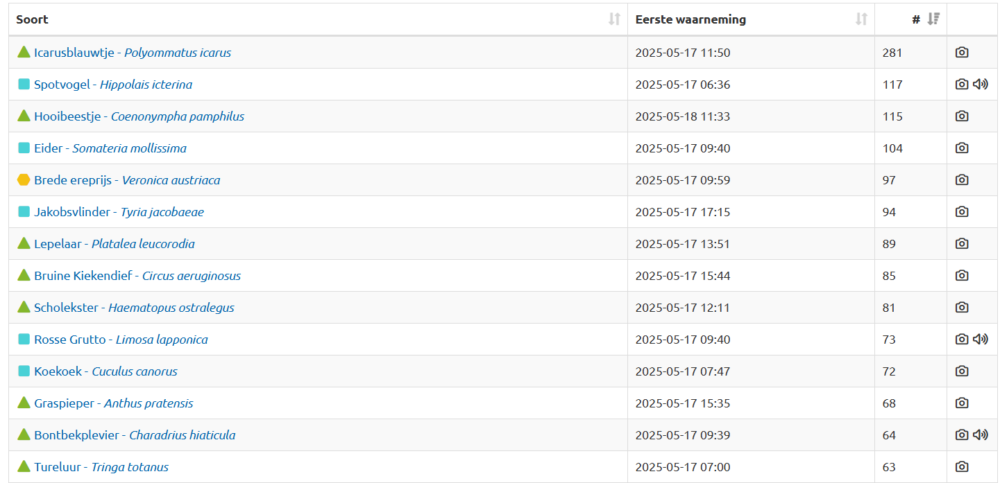 Soort Eerste waarneming #
Icarusblauwtje - Polyommatus icarus 2025-05-17 11:50 281
Spotvogel - Hippolais icterina 2025-05-17 06:36 117
Hooibeestje - Coenonympha pamphilus 2025-05-18 11:33 115
Eider - Somateria mollissima 2025-05-17 09:40 104
Brede ereprijs - Veronica austriaca 2025-05-17 09:59 97
Jakobsvlinder - Tyria jacobaeae 2025-05-17 17:15 94
Lepelaar - Platalea leucorodia 2025-05-17 13:51 89
Bruine Kiekendief - Circus aeruginosus 2025-05-17 15:44 85
Scholekster - Haematopus ostralegus 2025-05-17 12:11 81
Rosse Grutto - Limosa lapponica 2025-05-17 09:40 73
Koekoek - Cuculus canorus 2025-05-17 07:47 72
Graspieper - Anthus pratensis 2025-05-17 15:35 68
Bontbekplevier - Charadrius hiaticula 2025-05-17 09:39 64
Tureluur - Tringa totanus 2025-05-17 07:00 63